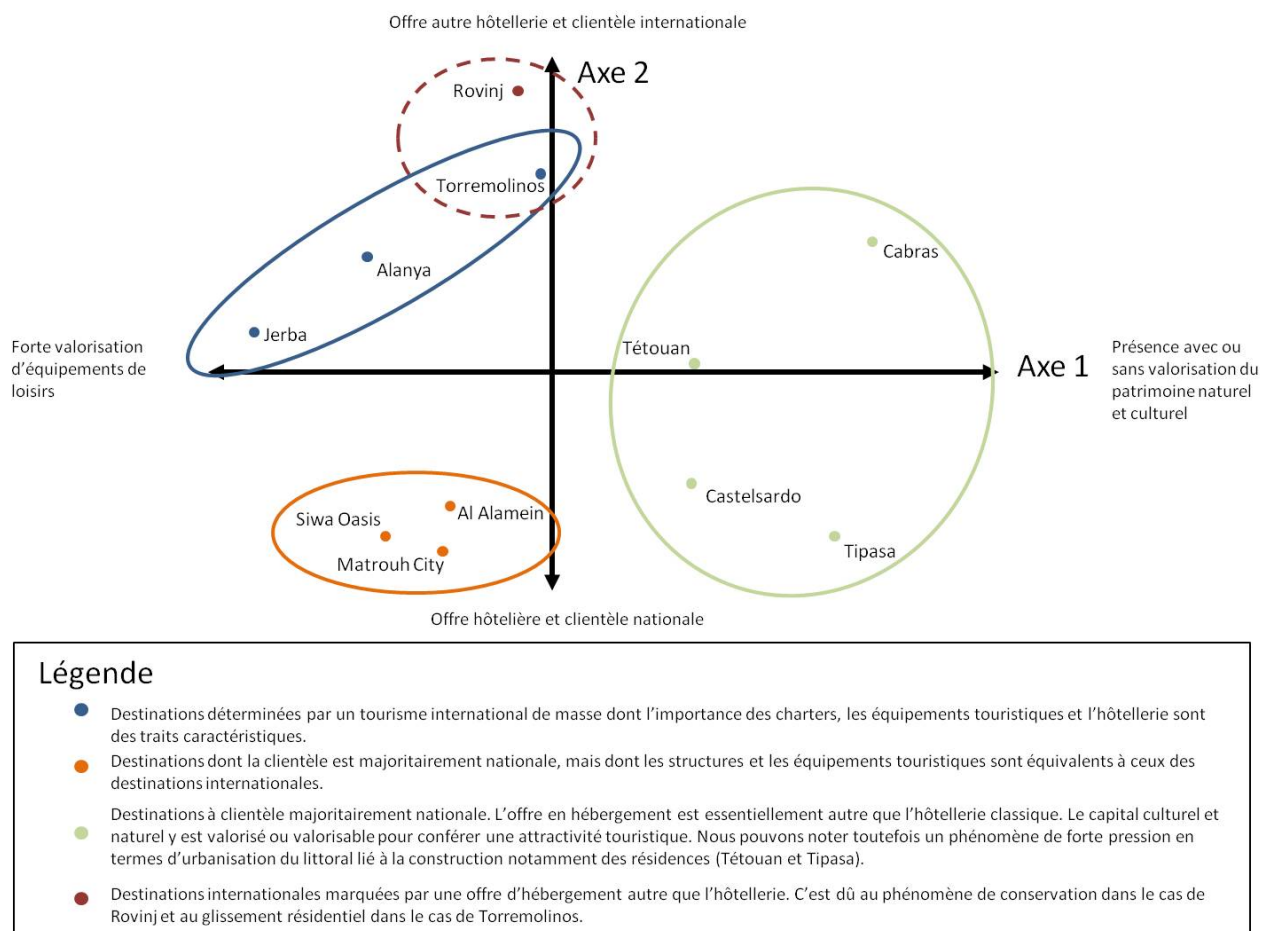 Offre autre hôtellerie et clientèle internationale
Axe 2
Rovinj
Torremolinos
Cabras
Alanya
Jerba
Tétouan
Forte valorisation
d’équipements de
loisirs
Axe 1
Présence avec ou
sans valorisation du
patrimoine naturel
et culturel
Castelsardo
Al Alamein
Siwa Oasis
Tipasa
Matrouh City
Offre hôtelière et clientèle nationale
Légende
Destinations déterminées par un tourisme international de masse dont l’importance des charters, les équipements touristiques et l’hôtellerie sont
des traits caractéristiques.
Destinations dont la clientèle est majoritairement nationale, mais dont les structures et les équipements touristiques sont équivalents à ceux des
destinations internationales.
Destinations à clientèle majoritairement nationale. L’offre en hébergement est essentiellement autre que l’hôtellerie classique. Le capital culturel et
naturel y est valorisé ou valorisable pour conférer une attractivité touristique. Nous pouvons noter toutefois un phénomène de forte pression en
termes d’urbanisation du littoral lié à la construction notamment des résidences (Tétouan et Tipasa).
Destinations internationales marquées par une offre d’hébergement autre que l’hôtellerie. C’est dû au phénomène de conservation dans le cas de
Rovinj et au glissement résidentiel dans le cas de Torremolinos.